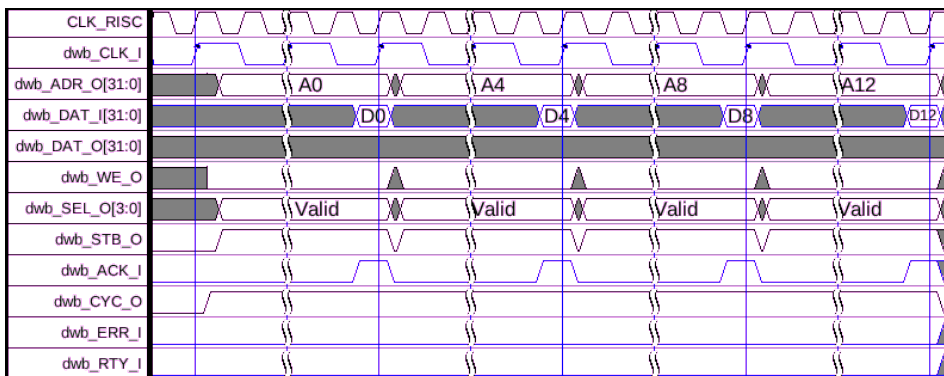 CLK_RISC
dwb_CLK_I
dwb_ADR_O[31:0] A0 A4 A8 A12
dwb_DAT_I[31:0] D0 D4 D8 D12
dwb_DAT_O[31:0]
dwb_WE_O
dwb_SEL_O[3:0] Valid Valid Valid Valid
dwb_STB_O
dwb_ACK_I
dwb_CYC_O
dwb_ERR_I
dwb_RTY_I